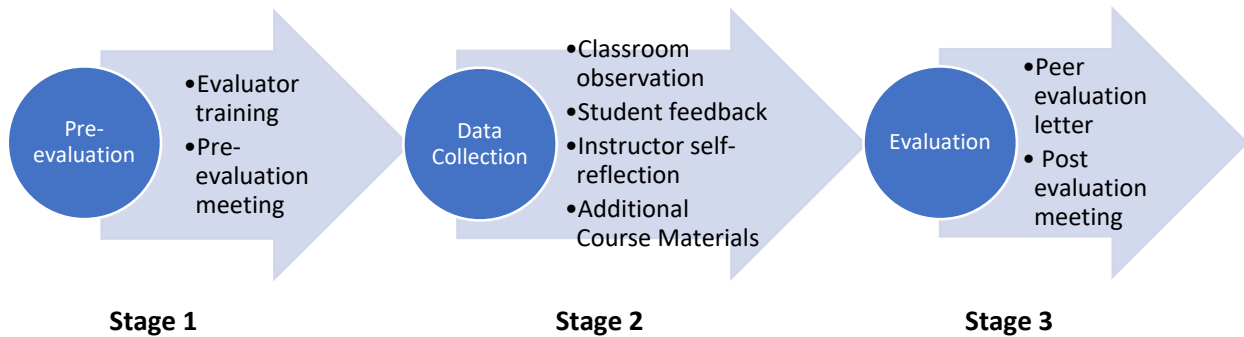 Pre-
evaluation
•Evaluator
training
•Pre-
evaluation
meeting
Data
Collection
•Classroom
observation
•Student feedback
•Instructor self-
reflection
•Additional
Course Materials
Evaluation
•Peer
evaluation
letter
• Post
evaluation
meeting
Stage 1
Stage 2
Stage 3